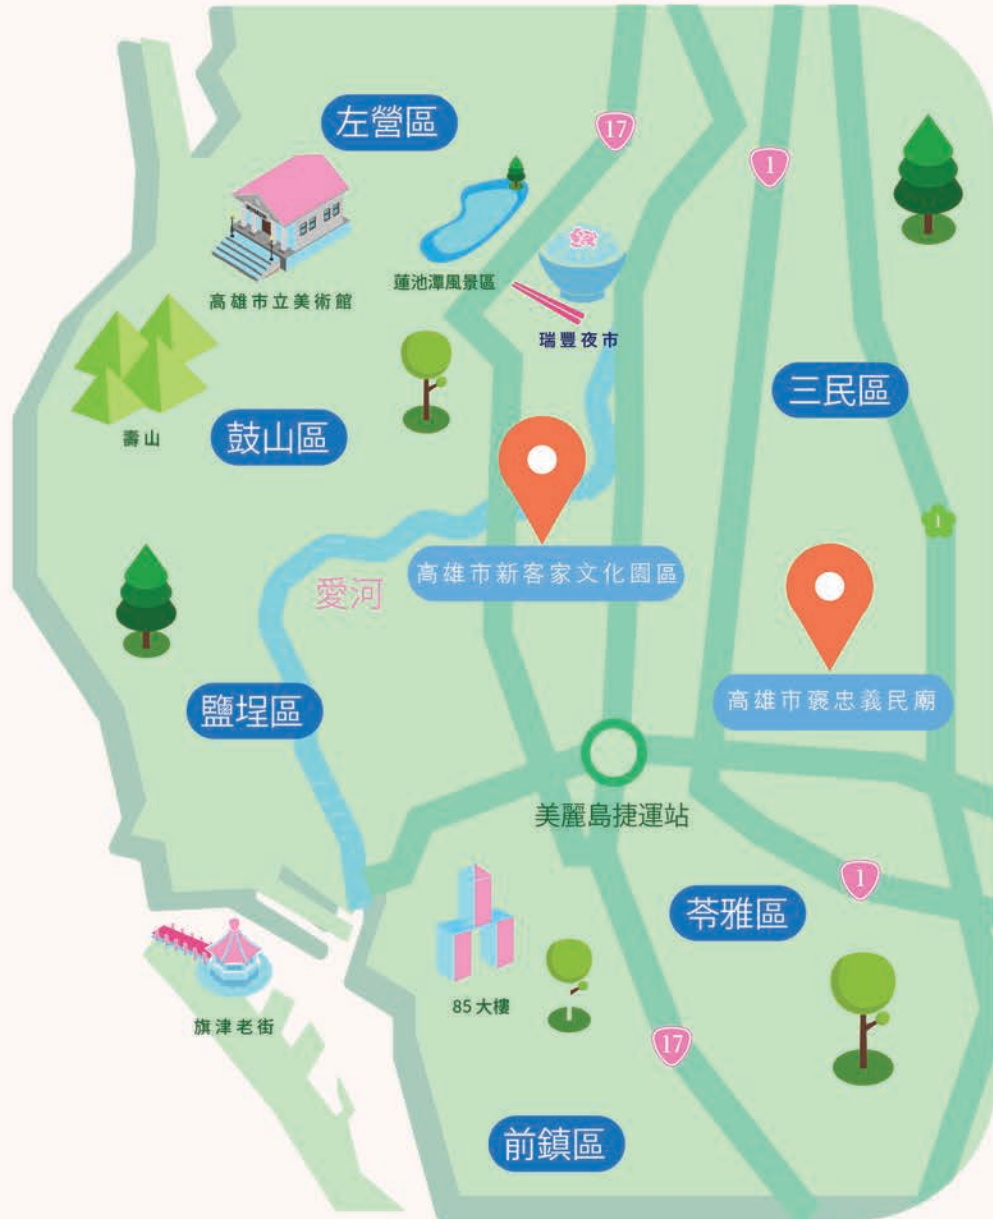 左營區
17
1
高雄市立美術館
蓮池潭風景區
瑞豐夜市
壽山
鼓山區
三民區
1
高雄市新客家文化園區
愛河
鹽埕區
高雄市褒忠義民廟
美麗島捷運站
1
苓雅區
85大樓
旗津老街
17
前鎮區